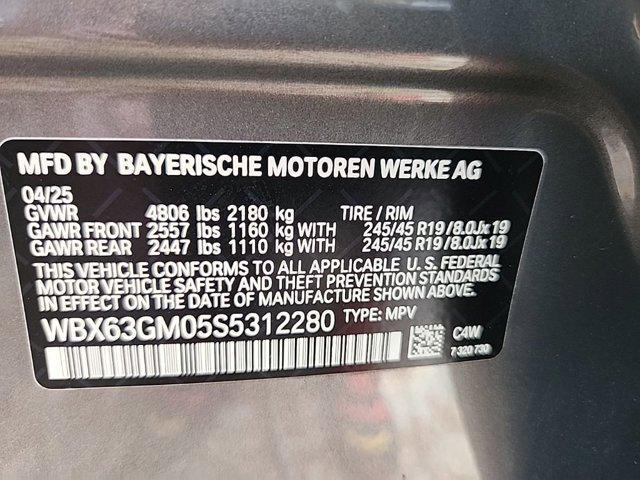 MFD BY BAYERISCHE MOTOREN WERKE AG
04/25
GVWR 4806 lbs 2180 kg TIRE / RIM
GAWR FRONT 2557 lbs 1160 kg WITH 245/45 R19 /8.0Jx19
GAWR REAR 2447 lbs 1110 kg WITH 245/45 R19 /8.0Jx19
THIS VEHICLE CONFORMS TO ALL APPLICABLE U. S. FEDERAL
MOTOR VEHICLE SAFETY AND THEFT PREVENTION STANDARDS
IN EFFECT ON THE DATE OF MANUFACTURE SHOWN ABOVE.
WBX63GM05S5312280 TYPE: MPV
C4W
7 320 730